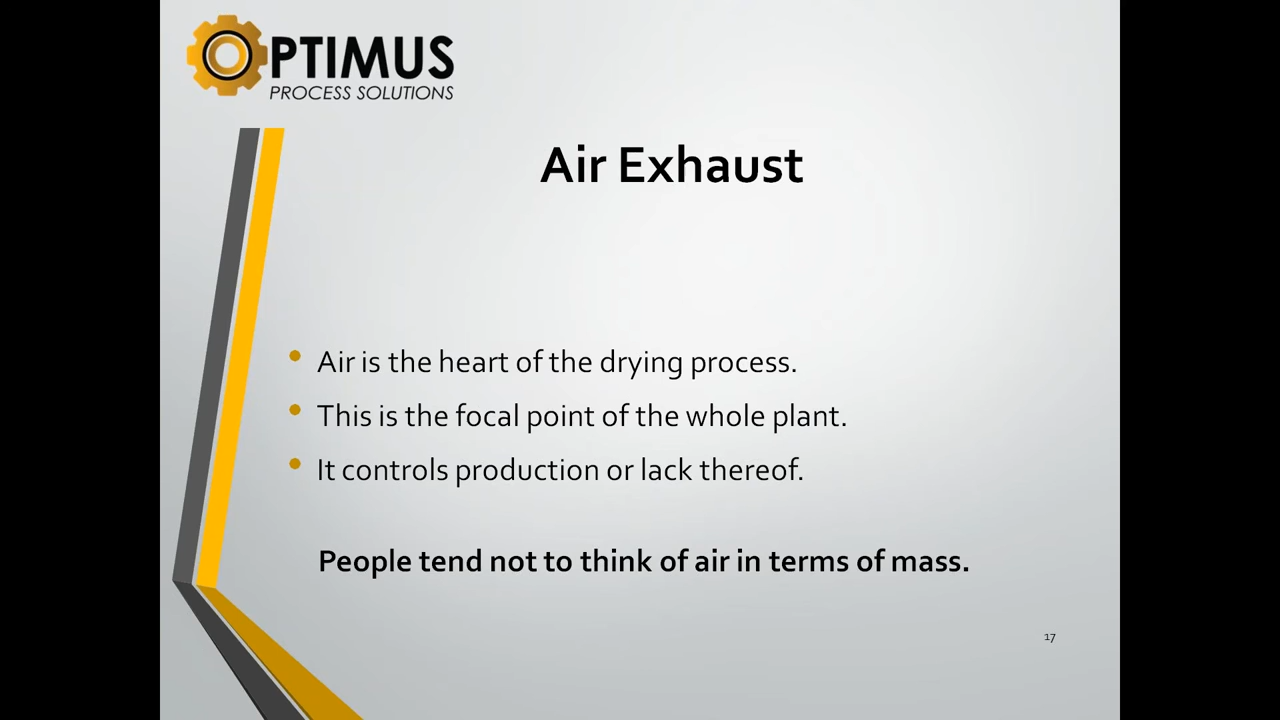 OPTIMUS
PROCESS SOLUTIONS
Air Exhaust
Air is the heart of the drying process.
This is the focal point of the whole plant.
It controls production or lack thereof.
People tend not to think of air in terms of mass.
17